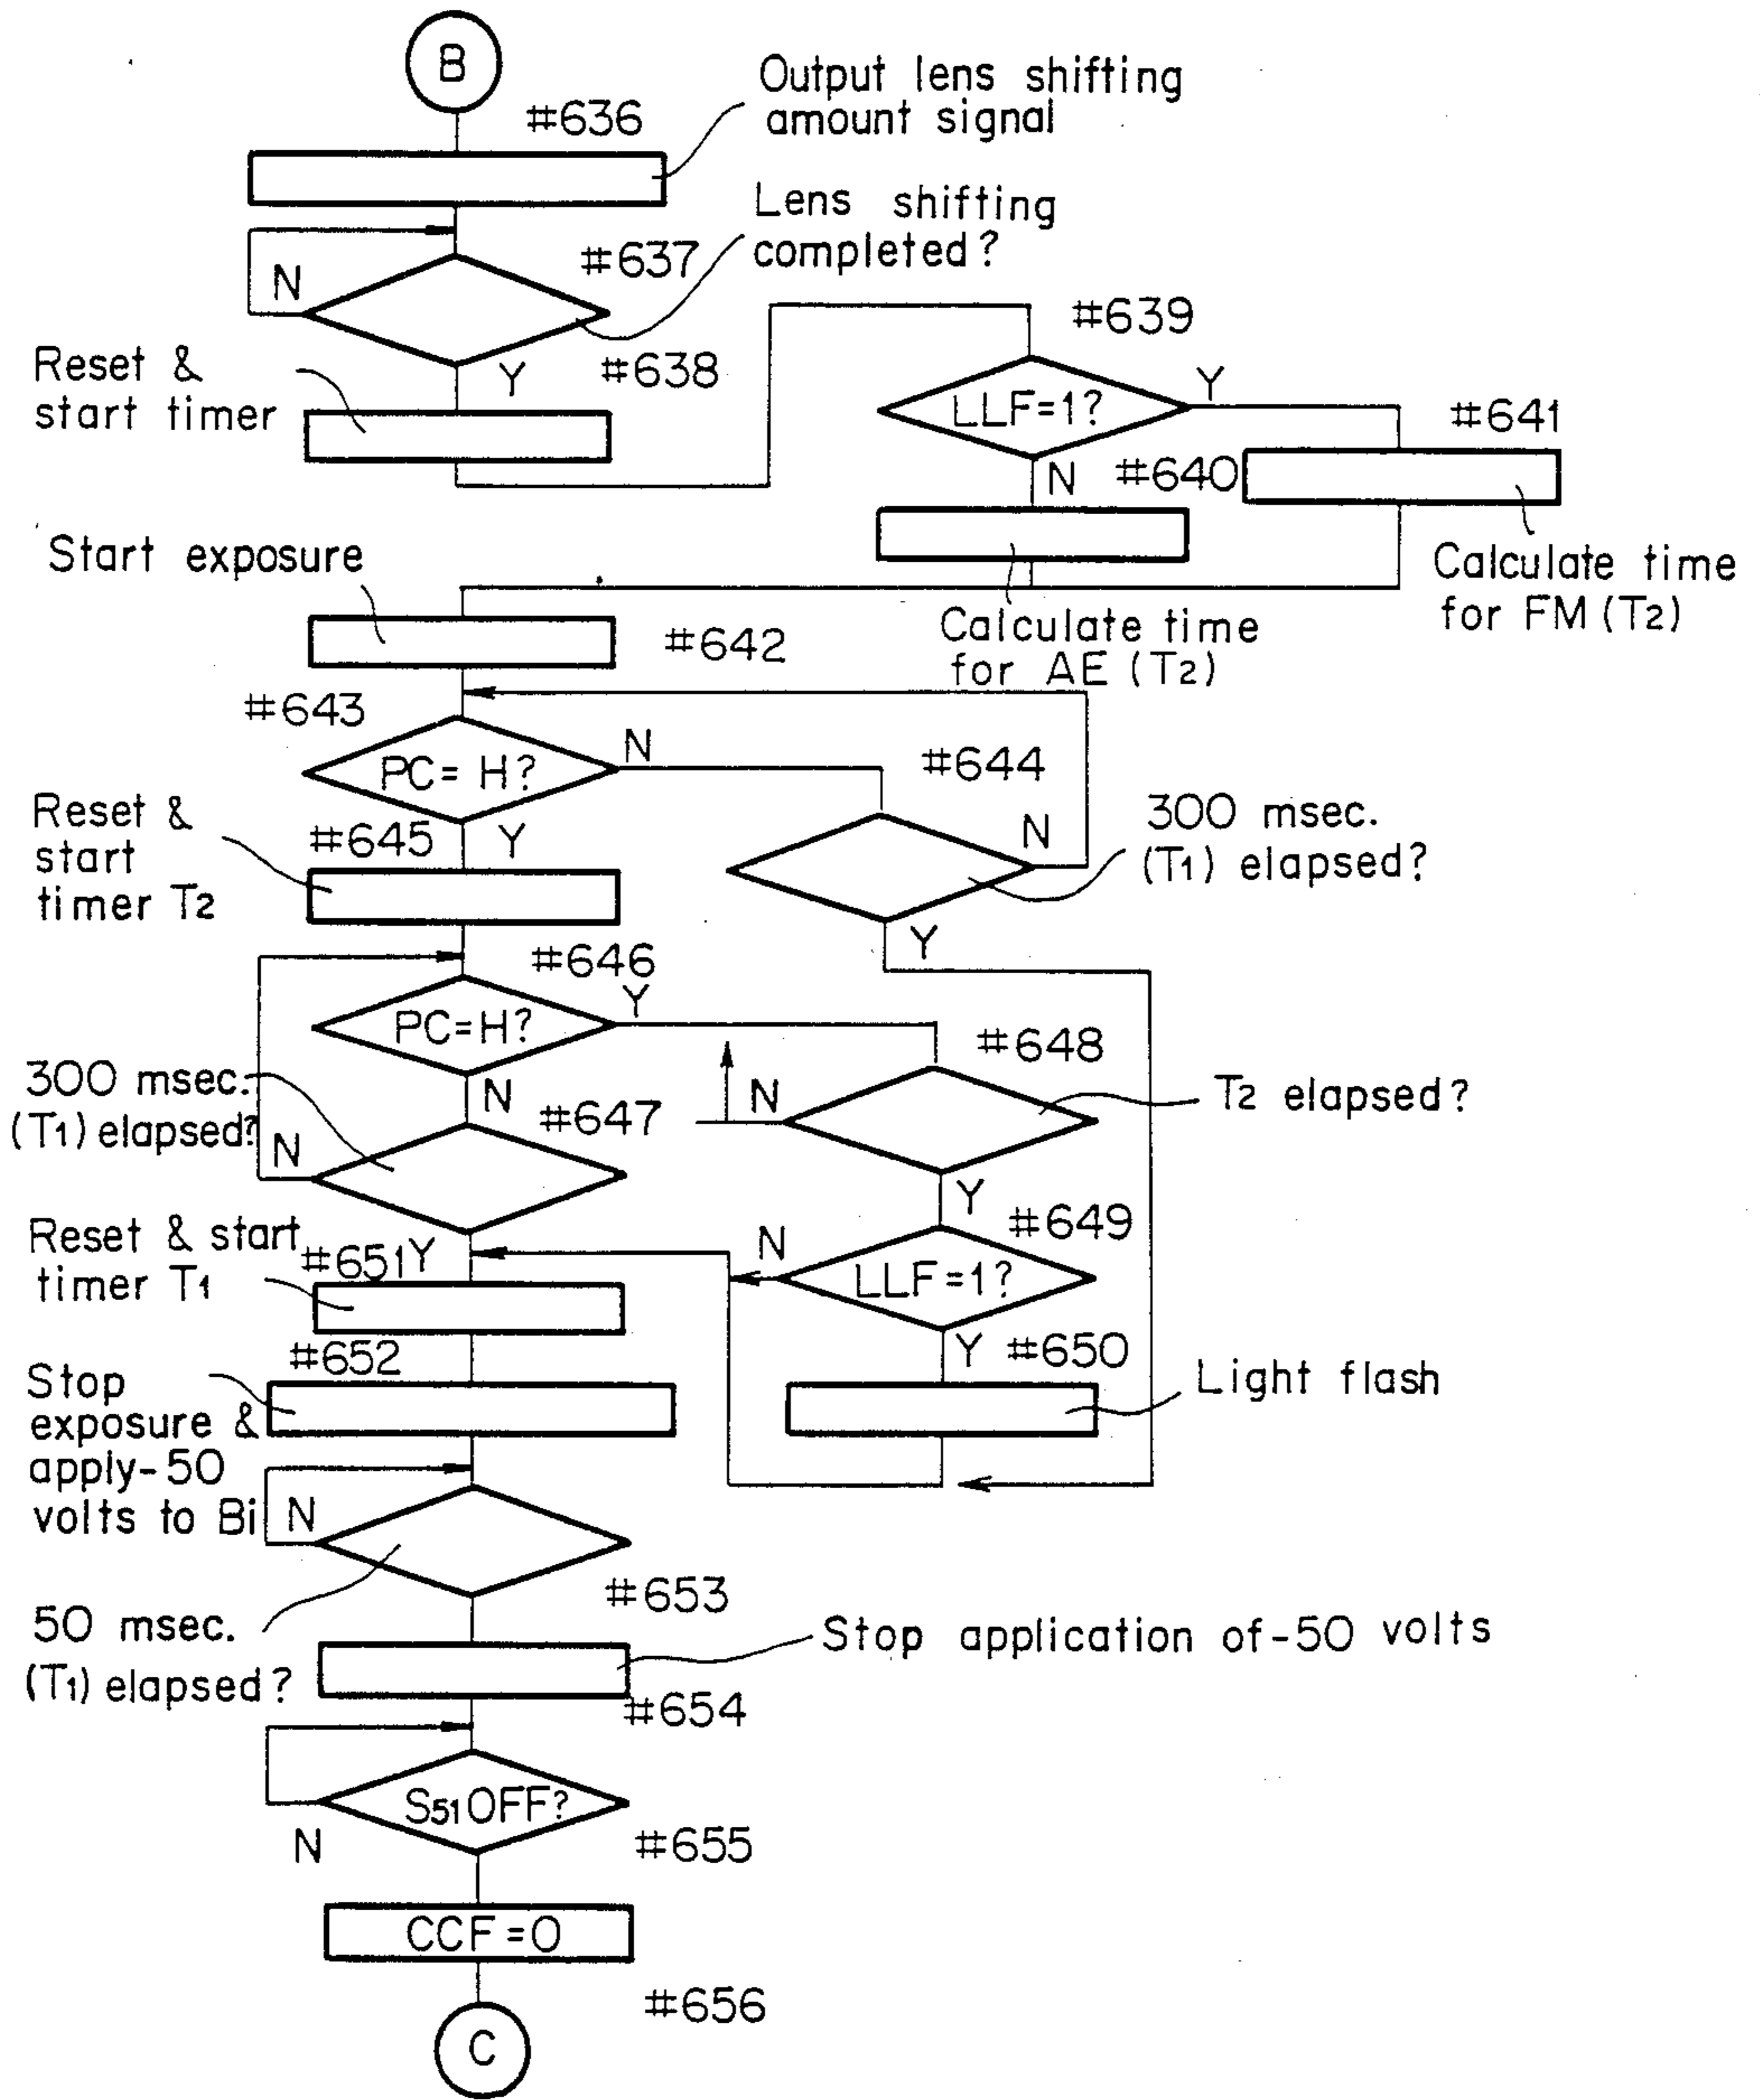 B
Output lens shifting
amount signal
#636
Lens shifting
completed?
#637
N
Y
#638
Reset &
start timer
#639
LLF=1?
Y
N
#640
#641
Calculate time
for FM (T2)
Start exposure
#642
Calculate time
for AE (T2)
#643
PC= H?
N
Y
#644
300 msec.
(T1) elapsed?
N
Y
Reset &
start
timer T2
#645
#646
PC=H?
Y
N
300 msec.
(T1) elapsed?
#647
N
Y
#648
T2 elapsed?
N
Y
#649
LLF=1?
N
Y
#650
Light flash
Reset & start
timer T1
#651
#652
Stop
exposure &
apply-50
volts to Bi
N
#653
50 msec.
(T1) elapsed?
Stop application of-50 volts
#654
S51OFF?
N
#655
CCF=0
#656
C